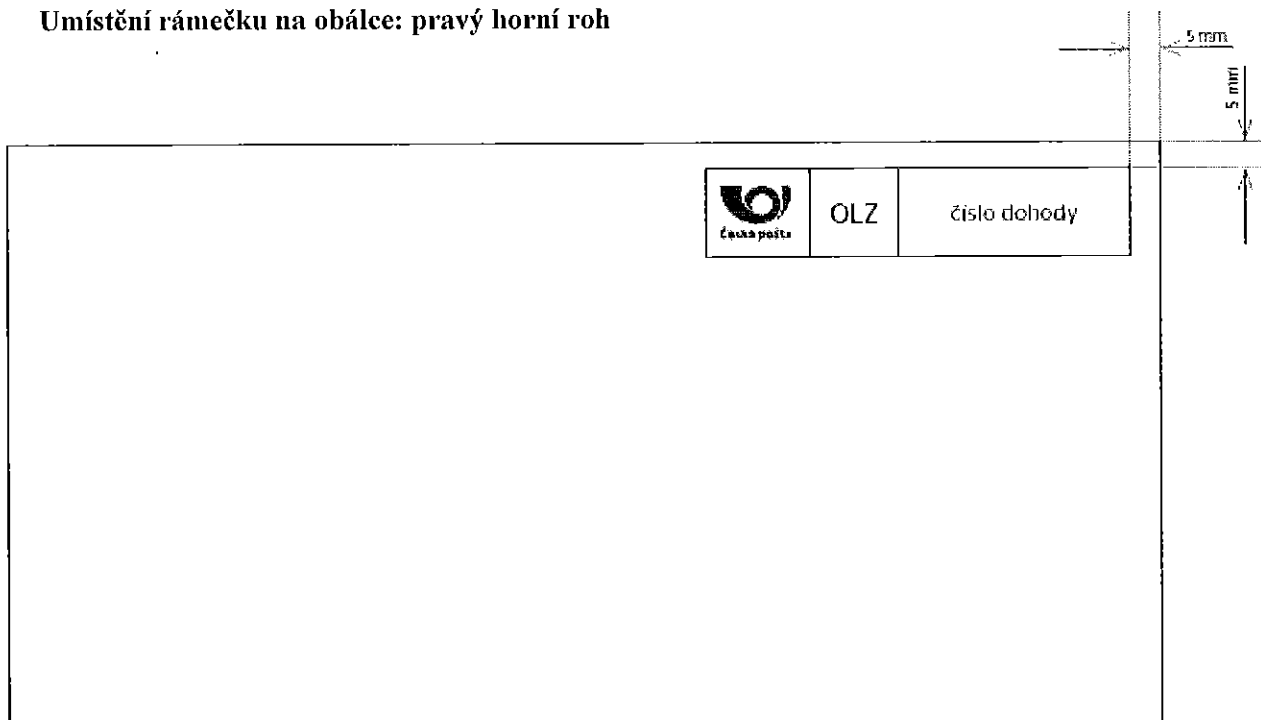 Umístění rámečku na obálce: pravý horní roh
5 mm
5 mm
Česká pošta
OLZ
číslo dohody